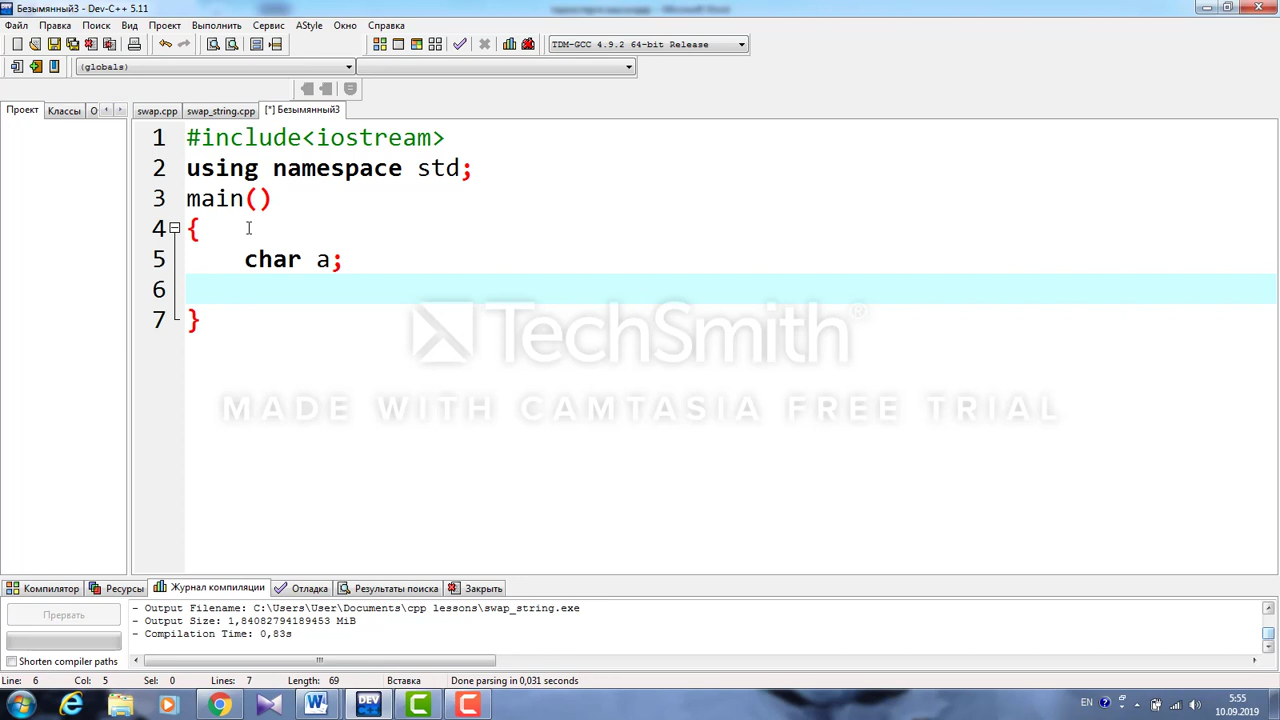 Безымянный3 - Dev-C++ 5.11
Файл Правка Поиск Вид Проект Выполнить Сервис AStyle Окно Справка
TDM-GCC 4.9.2 64-bit Release
(globals)
Проект Классы О swap.cpp swap_string.cpp [*] Безымянный3
1 #include<iostream>
2 using namespace std;
3 main()
4 {
5 char a;
6
7 }
TechSmith®
MADE WITH CAMTASIA FREE TRIAL
Компилятор Ресурсы Журнал компиляции Отладка Результаты поиска Закрыть
Прервать
Shorten compiler paths
- Output Filename: C:\Users\User\Documents\cpp lessons\swap_string.exe
- Output Size: 1,84082794189453 MiB
- Compilation Time: 0,83s
Line: 6 Col: 5 Sel: 0 Lines: 7 Length: 69 Вставка Done parsing in 0,031 seconds
EN 5:55
10.09.2019